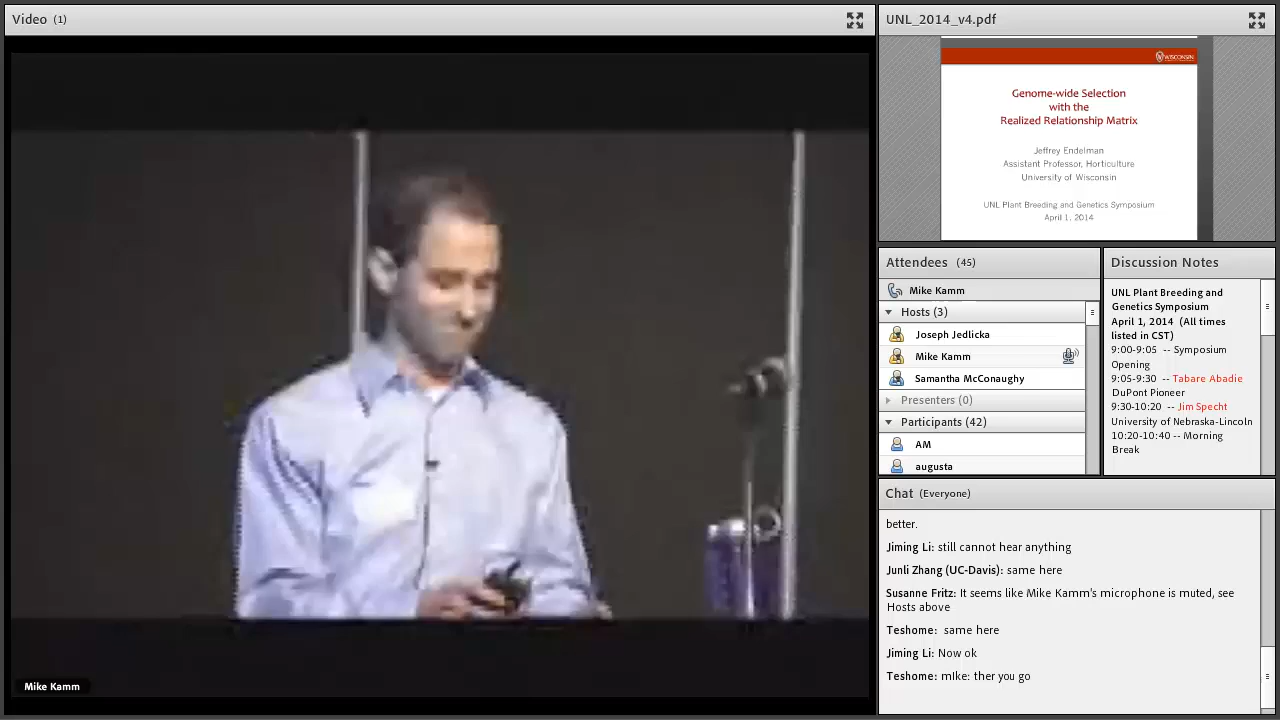 Video (1)
Mike Kamm
UNL_2014_v4.pdf
WISCONSIN
Genome-wide Selection
with the
Realized Relationship Matrix
Jeffrey Endelman
Assistant Professor, Horticulture
University of Wisconsin
UNL Plant Breeding and Genetics Symposium
April 1, 2014
Attendees (45)
Mike Kamm
Hosts (3)
Joseph Jedlicka
Mike Kamm
Samantha McConaughy
Presenters (0)
Participants (42)
AM
augusta
Discussion Notes
UNL Plant Breeding and
Genetics Symposium
April 1, 2014 (All times
listed in CST)
9:00-9:05 -- Symposium
Opening
9:05-9:30 -- Tabare Abadie
DuPont Pioneer
9:30-10:20 -- Jim Specht
University of Nebraska-Lincoln
10:20-10:40 -- Morning
Break
Chat (Everyone)
better.
Jiming Li: still cannot hear anything
Junli Zhang (UC-Davis): same here
Susanne Fritz: It seems like Mike Kamm's microphone is muted, see
Hosts above
Teshome: same here
Jiming Li: Now ok
Teshome: mIke: ther you go